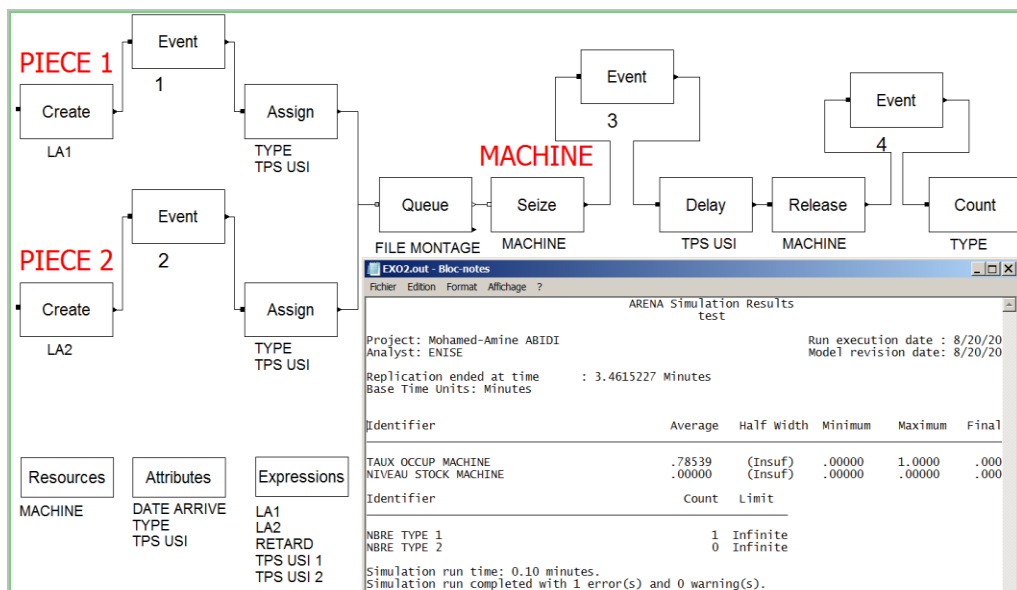 PIECE 1
Create
LA1
Event
1
Assign
TYPE
TPS USI
PIECE 2
Create
LA2
Event
2
Assign
TYPE
TPS USI
Queue
FILE MONTAGE
MACHINE
Seize
MACHINE
Event
3
Delay
TPS USI
Release
MACHINE
Event
4
Count
TYPE
Resources
MACHINE
Attributes
DATE ARRIVE
TYPE
TPS USI
Expressions
LA1
LA2
RETARD
TPS USI 1
TPS USI 2
EXO2.out - Bloc-notes
Fichier Edition Format Affichage ?
ARENA Simulation Results
test
Project: Mohamed-Amine ABIDI Run execution date : 8/20/20
Analyst: ENISE Model revision date: 8/20/20
Replication ended at time : 3.4615227 Minutes
Base Time Units: Minutes
Identifier Average Half Width Minimum Maximum Final
TAUX OCCUP MACHINE .78539 (Insuf) .00000 1.0000 .000
NIVEAU STOCK MACHINE .00000 (Insuf) .00000 .00000 .000
Identifier Count Limit
NBRE TYPE 1 1 Infinite
NBRE TYPE 2 0 Infinite
Simulation run time: 0.10 minutes.
Simulation run completed with 1 error(s) and 0 warning(s).